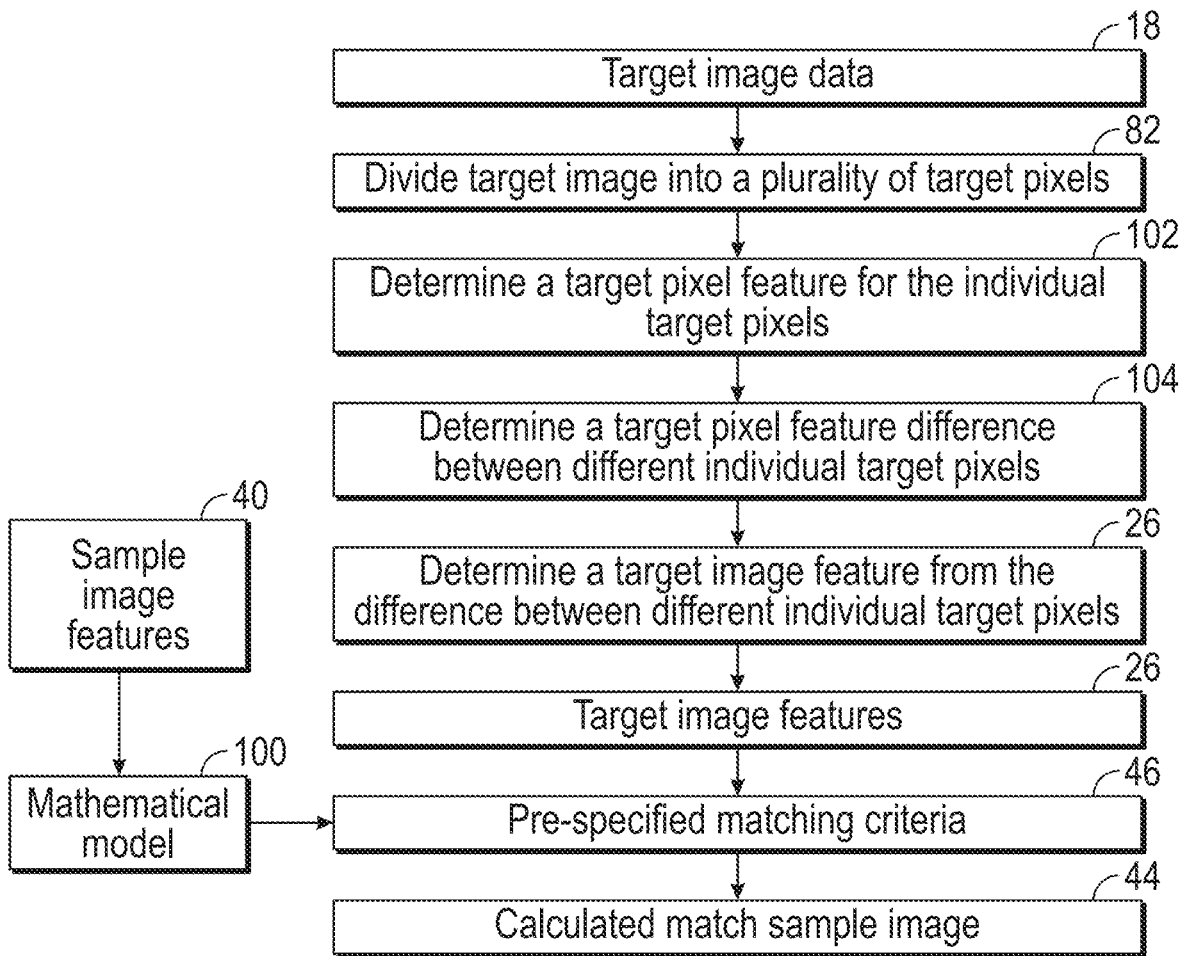 18
Target image data
82
Divide target image into a plurality of target pixels
102
Determine a target pixel feature for the individual
target pixels
104
Determine a target pixel feature difference
between different individual target pixels
26
Determine a target image feature from the
difference between different individual target pixels
40
Sample
image
features
26
Target image features
100
Mathematical
model
46
Pre-specified matching criteria
44
Calculated match sample image